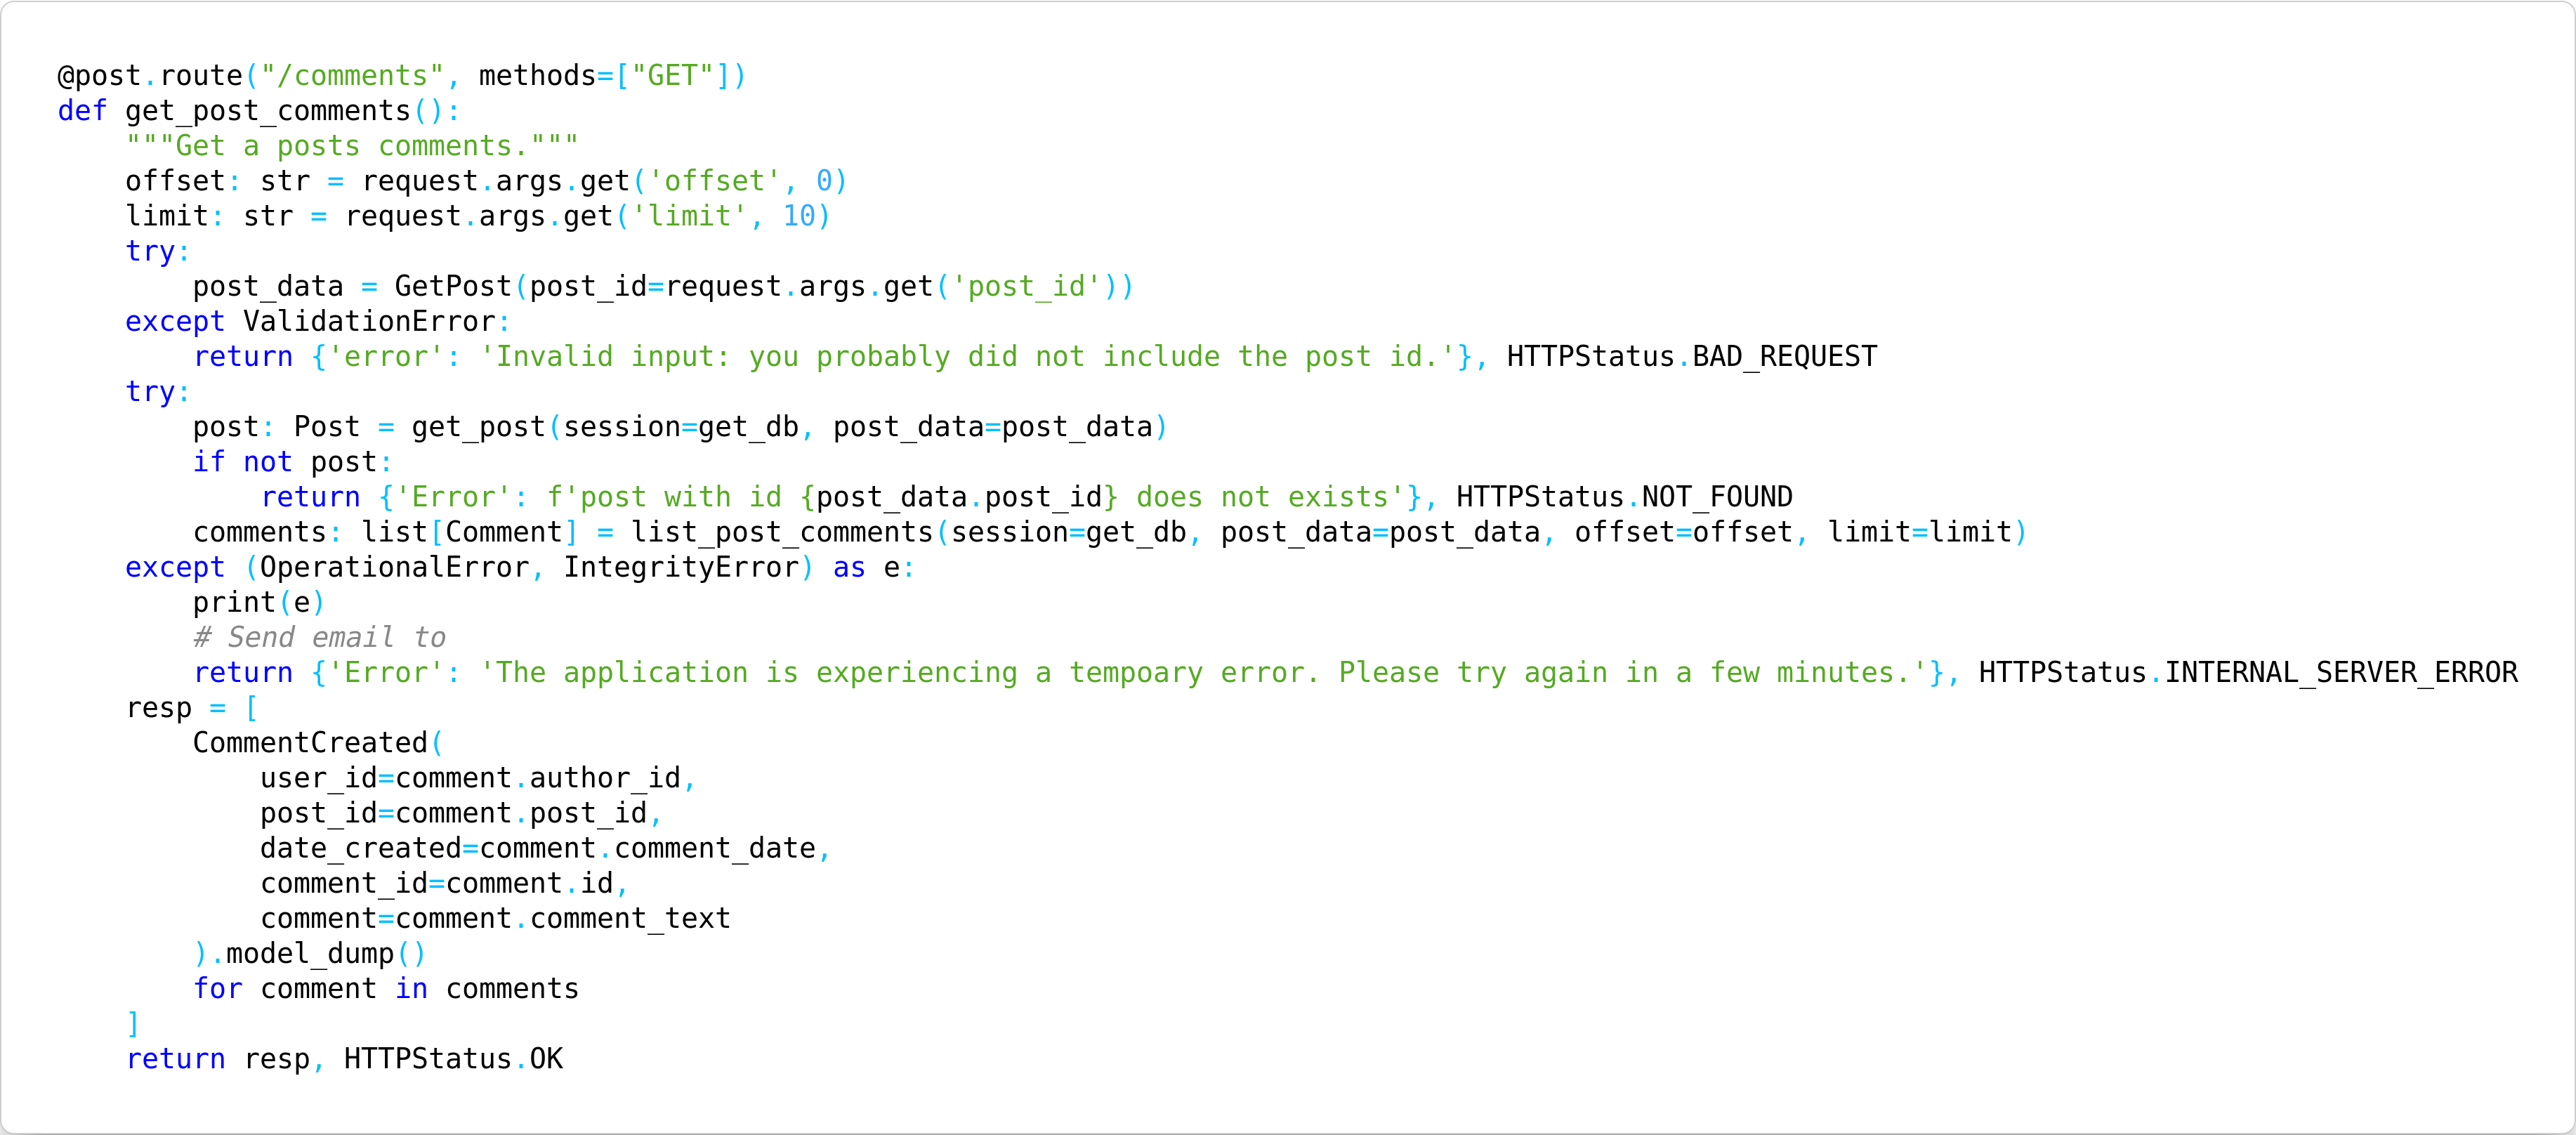 @post.route("/comments", methods=["GET"])
def get_post_comments():
    """Get a posts comments."""
    offset: str = request.args.get('offset', 0)
    limit: str = request.args.get('limit', 10)
    try:
        post_data = GetPost(post_id=request.args.get('post_id'))
    except ValidationError:
        return {'error': 'Invalid input: you probably did not include the post id.'}, HTTPStatus.BAD_REQUEST
    try:
        post: Post = get_post(session=get_db, post_data=post_data)
        if not post:
            return {'Error': f'post with id {post_data.post_id} does not exists'}, HTTPStatus.NOT_FOUND
        comments: list[Comment] = list_post_comments(session=get_db, post_data=post_data, offset=offset, limit=limit)
    except (OperationalError, IntegrityError) as e:
        print(e)
        # Send email to
        return {'Error': 'The application is experiencing a tempoary error. Please try again in a few minutes.'}, HTTPStatus.INTERNAL_SERVER_ERROR
    resp = [
        CommentCreated(
            user_id=comment.author_id,
            post_id=comment.post_id,
            date_created=comment.comment_date,
            comment_id=comment.id,
            comment=comment.comment_text
        ).model_dump()
        for comment in comments
    ]
    return resp, HTTPStatus.OK